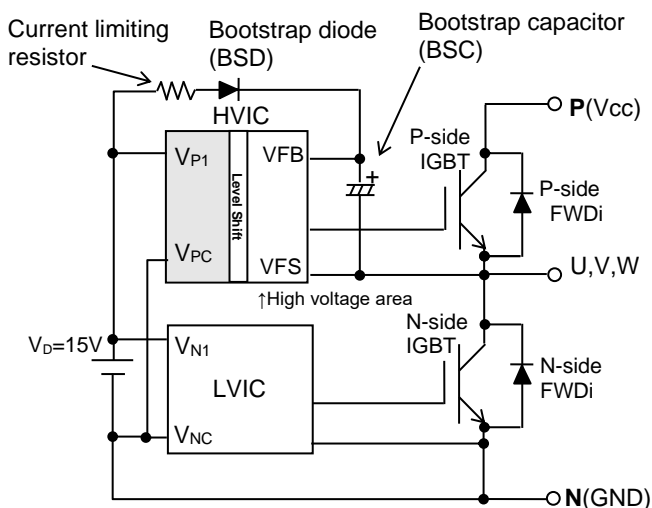 Current limiting
resistor
Bootstrap diode
(BSD)
Bootstrap capacitor
(BSC)
HVIC
P(Vcc)
VP1
Level Shift
VFB
+
P-side
IGBT
P-side
FWDi
VPC
VFS
U,V,W
↑High voltage area
VD=15V
VN1
LVIC
N-side
IGBT
N-side
FWDi
VNC
N(GND)